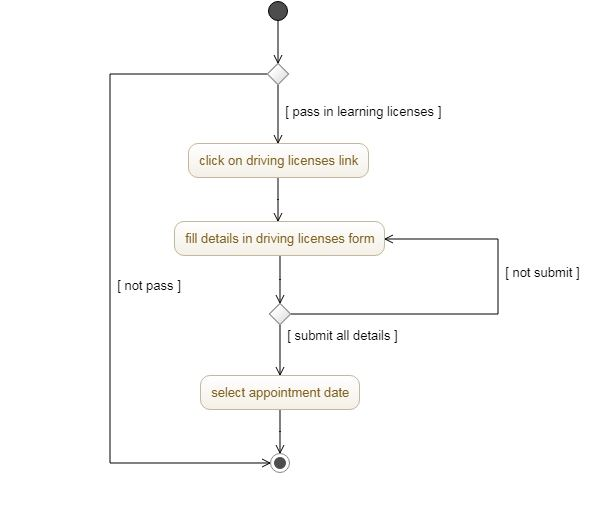 [ pass in learning licenses ]
click on driving licenses link
fill details in driving licenses form
[ not submit ]
[ not pass ]
[ submit all details ]
select appointment date